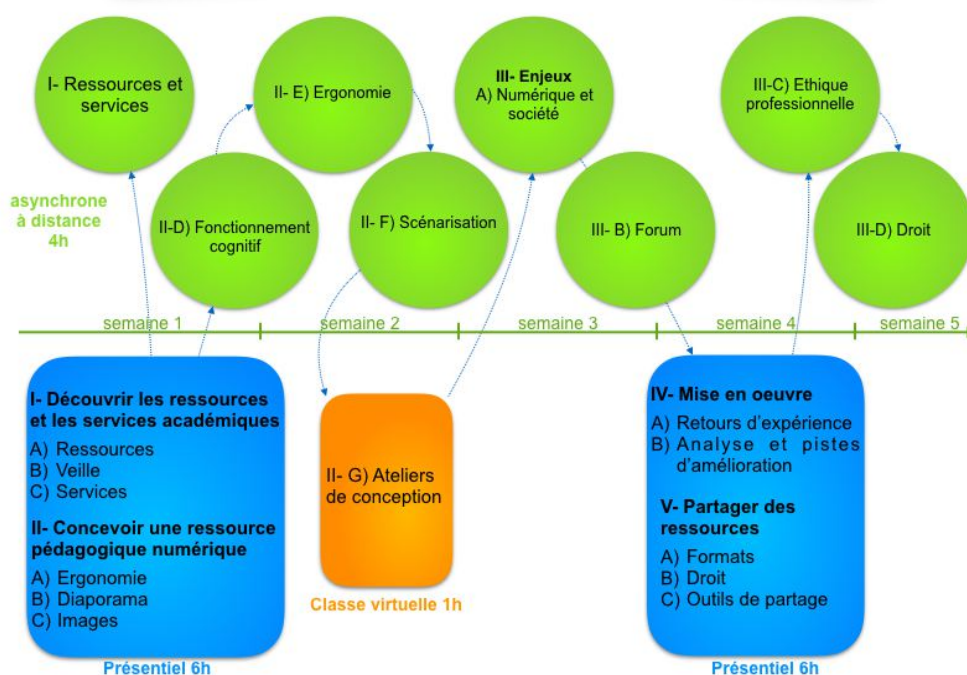 I- Ressources et
services
II- E) Ergonomie
III- Enjeux
A) Numérique et
société
III-C) Ethique
professionnelle
asynchrone
à distance
4h
II-D) Fonctionnement
cognitif
II- F) Scénarisation
III- B) Forum
III-D) Droit
semaine 1
semaine 2
semaine 3
semaine 4
semaine 5
I- Découvrir les ressources
et les services académiques
A) Ressources
B) Veille
C) Services
II- Concevoir une ressource
pédagogique numérique
A) Ergonomie
B) Diaporama
C) Images
Présentiel 6h
II- G) Ateliers
de conception
Classe virtuelle 1h
IV- Mise en oeuvre
A) Retours d'expérience
B) Analyse et pistes
d'amélioration
V- Partager des
ressources
A) Formats
B) Droit
C) Outils de partage
Présentiel 6h